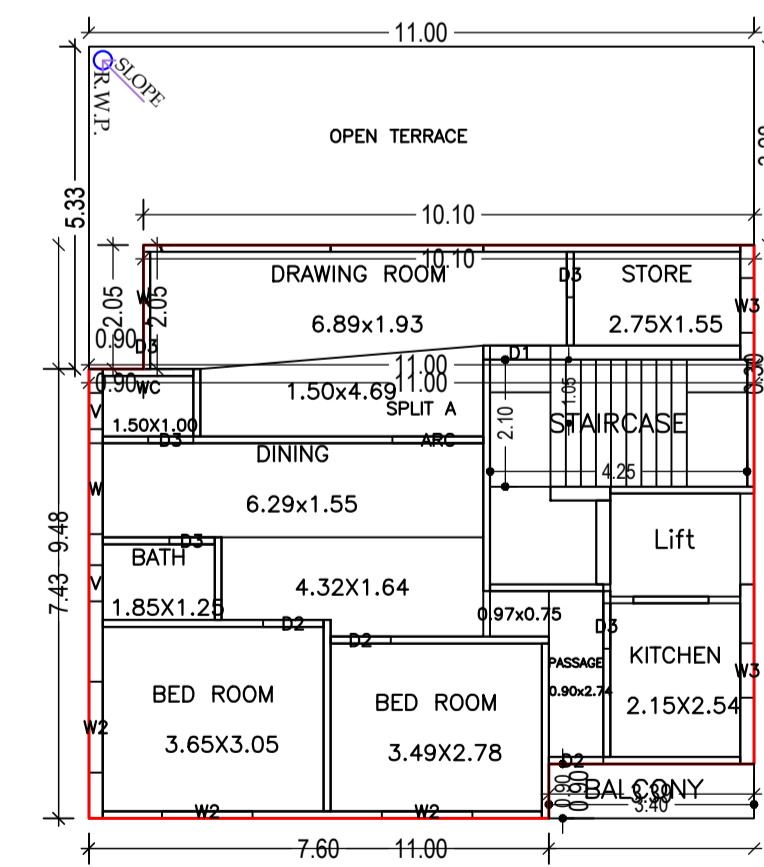 11.00
SLOPE
R.W.P.
OPEN TERRACE
5.33
10.10
10.10
DRAWING ROOM
D3
STORE
6.89x1.93
2.75X1.55
W
W3
2.05
2.05
0.90
D3
D1
11.00
0.90
WC
11.00
1.50x4.69
1.05
SPLIT A
V
1.50X1.00
2.10
STAIRCASE
D3
ARC
DINING
4.25
W
6.29x1.55
9.48
7.43
D3
Lift
BATH
V
4.32X1.64
1.85X1.25
0.97x0.75
D2
D2
D3
PASSAGE
KITCHEN
0.90x2.74
W3
2.15X2.54
BED ROOM
BED ROOM
3.65X3.05
3.49X2.78
W2
D2
BALCONY
0.90
0.90
3.40
W2
W2
7.60
11.00